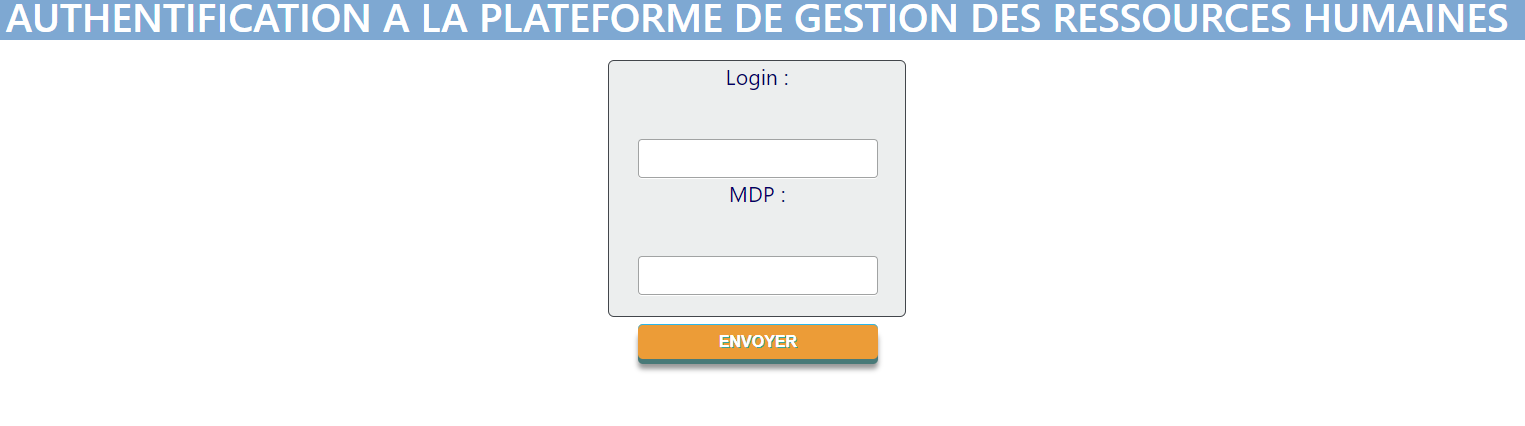 AUTHENTIFICATION A LA PLATEFORME DE GESTION DES RESSOURCES HUMAINES
Login :
MDP :
ENVOYER